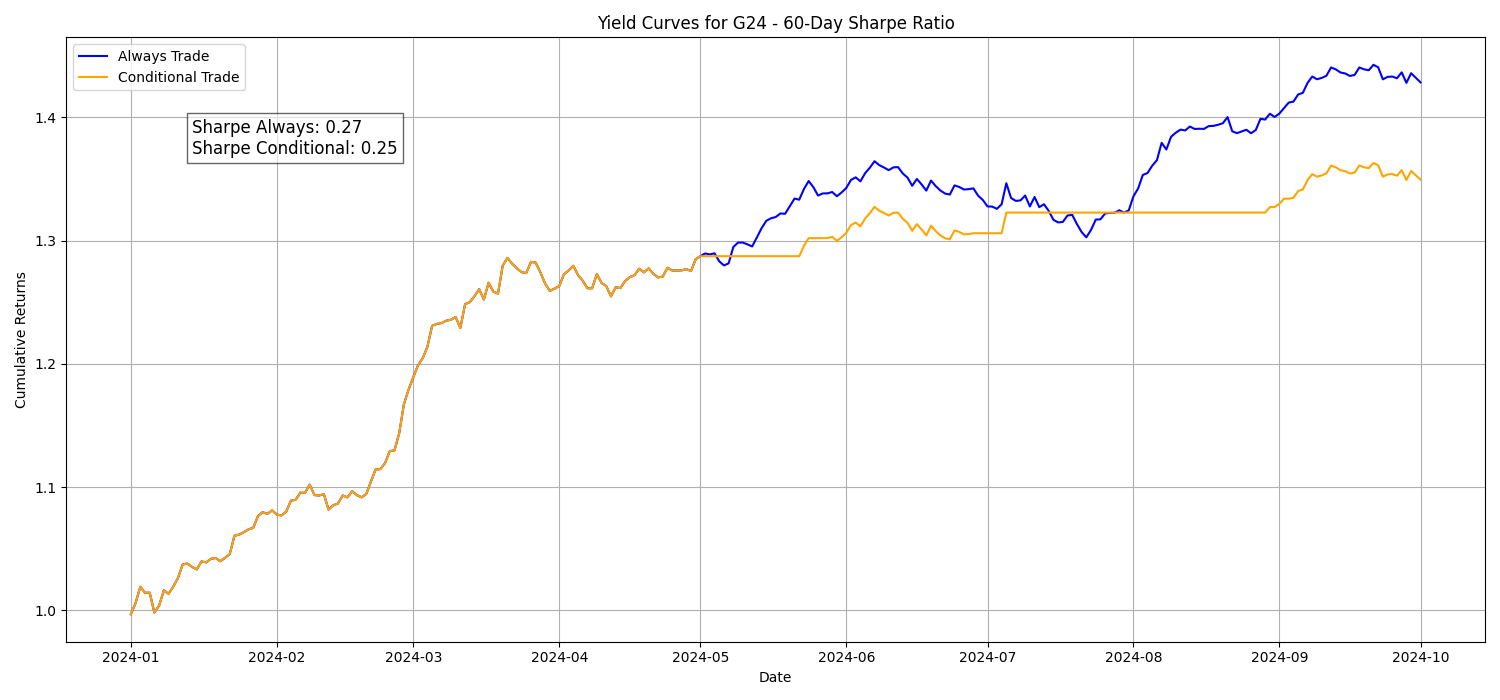 Yield Curves for G24 - 60-Day Sharpe Ratio
Always Trade
Conditional Trade
Sharpe Always: 0.27
Sharpe Conditional: 0.25
Cumulative Returns
1.4
1.3
1.2
1.1
1.0
2024-01 2024-02 2024-03 2024-04 2024-05 2024-06 2024-07 2024-08 2024-09 2024-10
Date